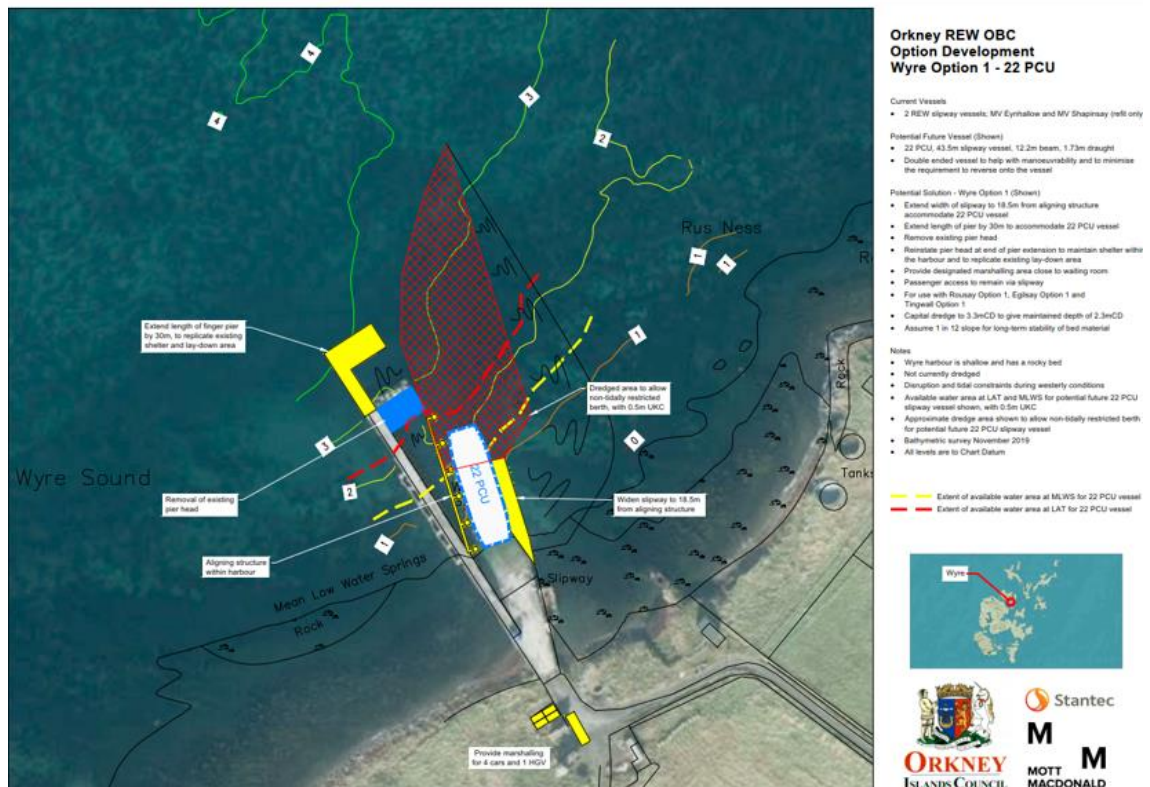 Orkney REW OBC
Option Development
Wyre Option 1 - 22 PCU
Current Vessels
• 2 REW slipway vessels; MV Eynhallow and MV Shapinsay (refit only
Potential Future Vessel (Shown)
• 22 PCU, 43.5m slipway vessel, 12.2m beam, 1.73m draught
• Double ended vessel to help with manoeuvrability and to minimise
the requirement to reverse onto the vessel
Potential Solution - Wyre Option 1 (Shown)
• Extend width of slipway to 18.5m from aligning structure
accommodate 22 PCU vessel
• Extend length of pier by 30m to accommodate 22 PCU vessel
• Remove existing pier head
• Reinstate pier head at end of pier extension to maintain shelter within
the harbour and to replicate existing lay-down area
• Provide designated marshalling area close to waiting room
• Passenger access to remain via slipway
• For use with Rousay Option 1, Egilsay Option 1 and
Tingwall Option 1
• Capital dredge to 3.3mCD to give maintained depth of 2.3mCD
• Assume 1 in 12 slope for long-term stability of bed material
Notes
• Wyre harbour is shallow and has a rocky bed
• Not currently dredged
• Disruption and tidal constraints during westerly conditions
• Available water area at LAT and MLWS for potential future 22 PCU
slipway vessel shown, with 0.5m UKC
• Approximate dredge area shown to allow non-tidally restricted berth
for potential future 22 PCU slipway vessel
• Bathymetric survey November 2019
• All levels are to Chart Datum
Extent of available water area at MLWS for 22 PCU vessel
Extent of available water area at LAT for 22 PCU vessel
Wyre
ORKNEY
ISLANDS COUNCIL
Stantec
M
M
MOTT
MACDONALD
4
4
3
2
Rus Ness
1
1
Extend length of finger pier
by 30m, to replicate existing
shelter and lay-down area
1
Rock
Dredged area to allow
non-tidally restricted
berth, with 0.5m UKC
3
0
Wyre Sound
22 PCU
Tanks
2
Removal of existing
pier head
Widen slipway to 18.5m
from aligning structure
1
Aligning structure
within harbour
Slipway
Mean Low Water Springs
Rock
Provide marshalling
for 4 cars and 1 HGV